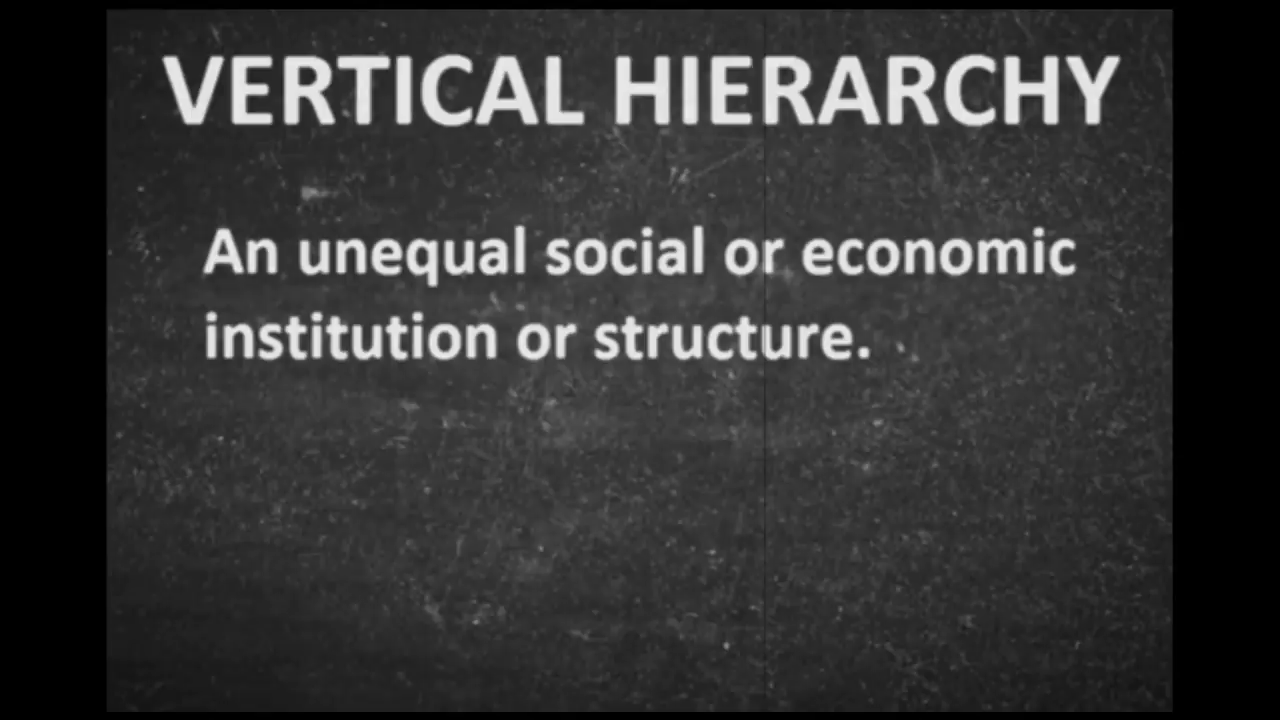 VERTICAL HIERARCHY
An unequal social or economic
institution or structure.